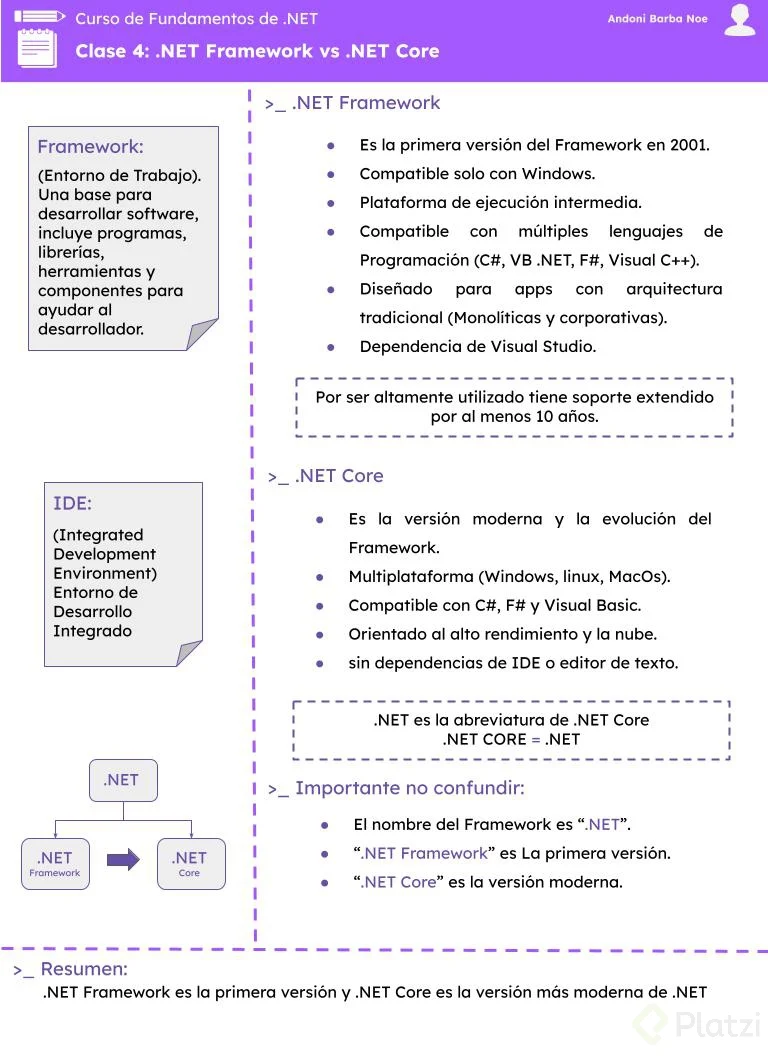 Curso de Fundamentos de .NET
Andoni Barba Noe
Clase 4: .NET Framework vs .NET Core
Framework:
(Entorno de Trabajo).
Una base para
desarrollar software,
incluye programas,
librerías,
herramientas y
componentes para
ayudar al
desarrollador.
IDE:
(Integrated
Development
Environment)
Entorno de
Desarrollo
Integrado
.NET
.NET
Framework
.NET
Core
>_ .NET Framework
● Es la primera versión del Framework en 2001.
● Compatible solo con Windows.
● Plataforma de ejecución intermedia.
● Compatible con múltiples lenguajes de
Programación (C#, VB .NET, F#, Visual C++).
● Diseñado para apps con arquitectura
tradicional (Monolíticas y corporativas).
● Dependencia de Visual Studio.
Por ser altamente utilizado tiene soporte extendido
por al menos 10 años.
>_ .NET Core
● Es la versión moderna y la evolución del
Framework.
● Multiplataforma (Windows, linux, MacOs).
● Compatible con C#, F# y Visual Basic.
● Orientado al alto rendimiento y la nube.
● sin dependencias de IDE o editor de texto.
.NET es la abreviatura de .NET Core
.NET CORE = .NET
>_ Importante no confundir:
● El nombre del Framework es “.NET”.
● “.NET Framework” es La primera versión.
● “.NET Core” es la versión moderna.
>_ Resumen:
.NET Framework es la primera versión y .NET Core es la versión más moderna de .NET
Platzi